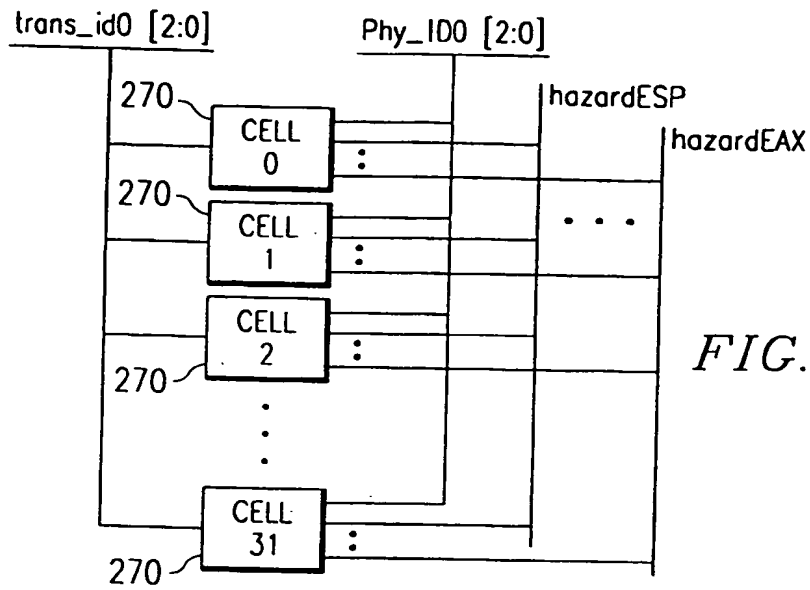 trans_id0 [2:0]
Phy_ID0 [2:0]
hazardESP
hazardEAX
270
CELL
0
270
CELL
1
CELL
2
270
FIG.
CELL
31
270